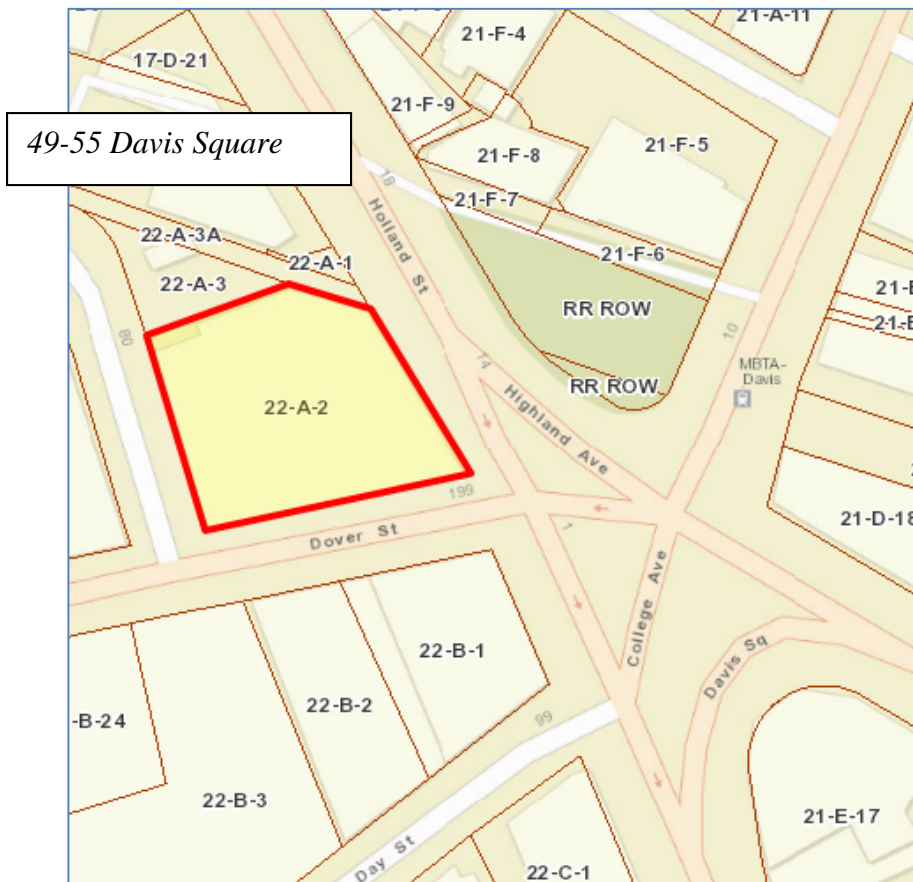 21-F-4
21-A-11
17-D-21
21-F-9
49-55 Davis Square
21-F-8
21-F-5
18
21-F-7
Holland St
22-A-3A
22-A-1
21-F-6
22-A-3
RR ROW
80
10
14
MBTA-
Davis
RR ROW
22-A-2
Highland Ave
199
Dover St
1
21-D-18
College Ave
22-B-1
Davis Sq
22-B-2
99
-B-24
22-B-3
21-E-17
Day St
22-C-1